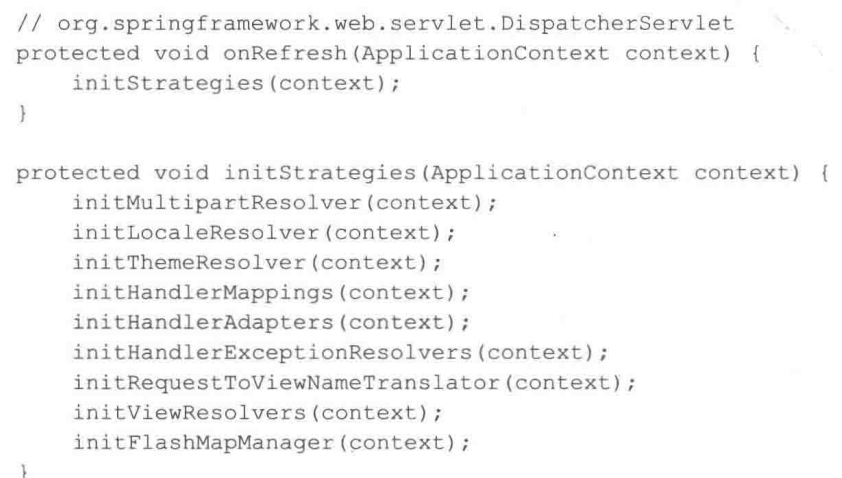 // org.springframework.web.servlet.DispatcherServlet
protected void onRefresh(ApplicationContext context) {
    initStrategies(context);
}

protected void initStrategies(ApplicationContext context) {
    initMultipartResolver(context);
    initLocaleResolver(context);
    initThemeResolver(context);
    initHandlerMappings(context);
    initHandlerAdapters(context);
    initHandlerExceptionResolvers(context);
    initRequestToViewNameTranslator(context);
    initViewResolvers(context);
    initFlashMapManager(context);
}